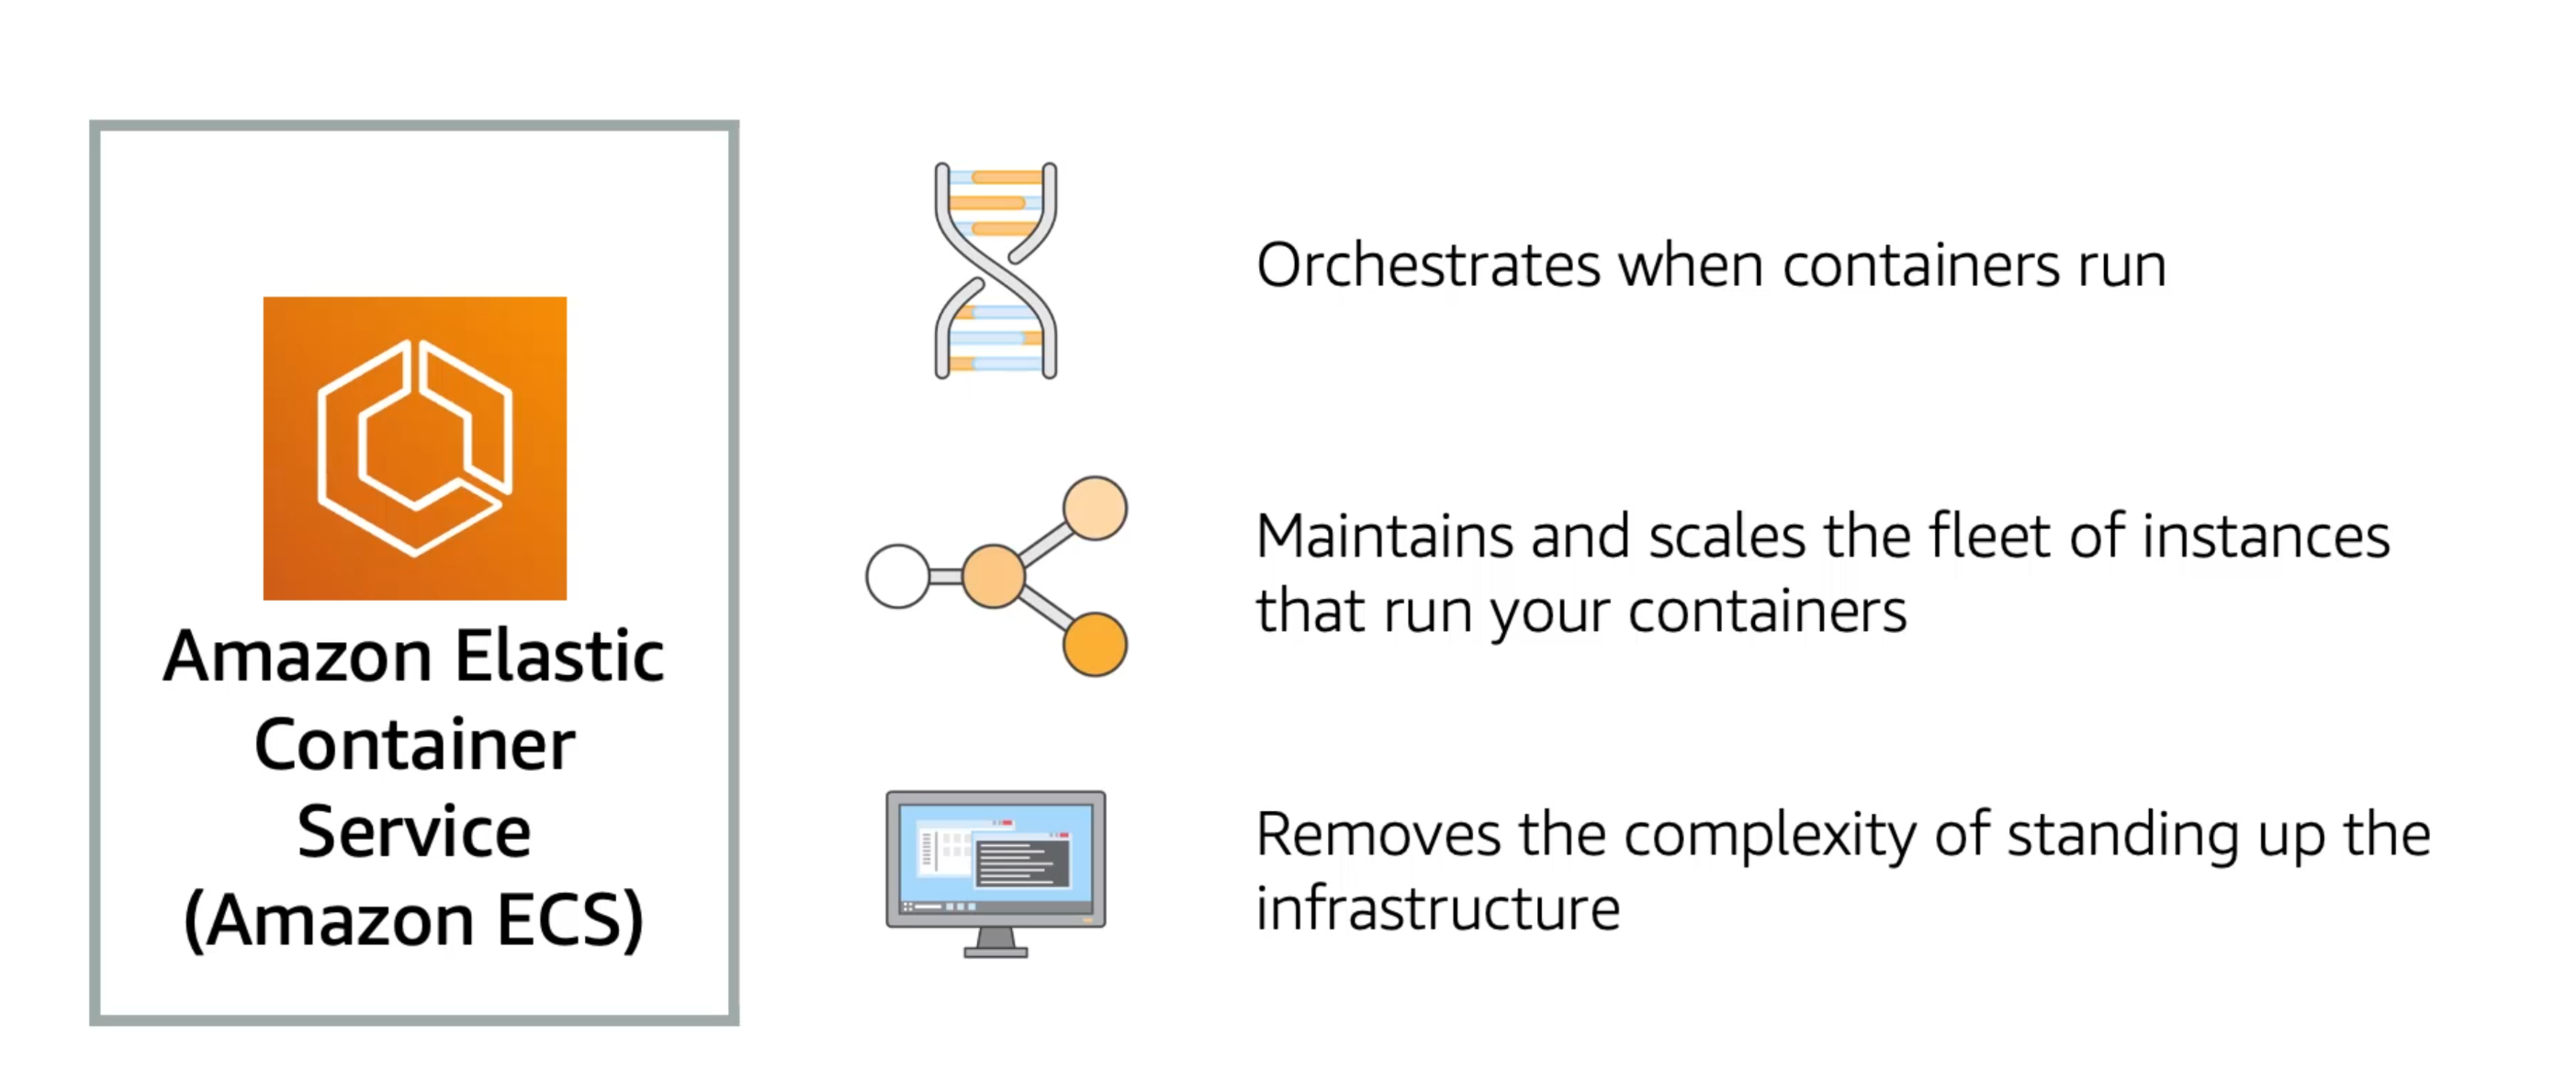 Amazon Elastic
Container
Service
(Amazon ECS)
Orchestrates when containers run
Maintains and scales the fleet of instances
that run your containers
Removes the complexity of standing up the
infrastructure